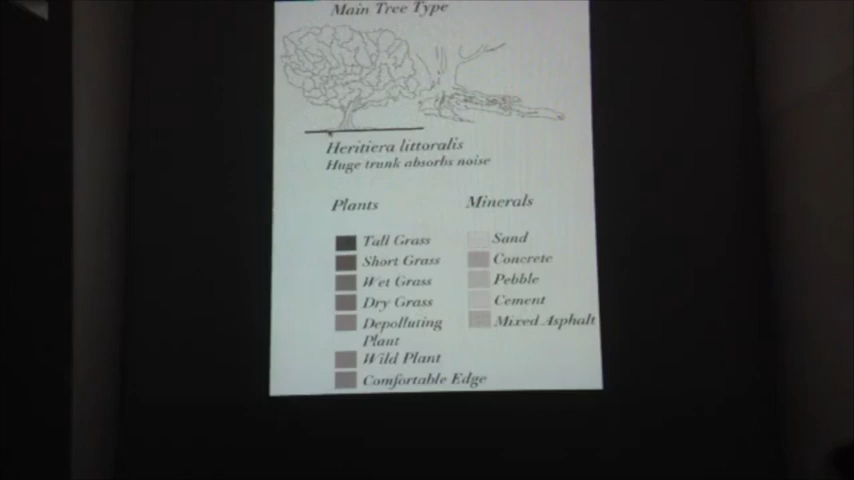 Main Tree Type
Heritiera littoralis
Huge trunk absorbs noise
Plants
Tall Grass
Short Grass
Wet Grass
Dry Grass
Depolluting
Plant
Wild Plant
Comfortable Edge
Minerals
Sand
Concrete
Pebble
Cement
Mixed Asphalt